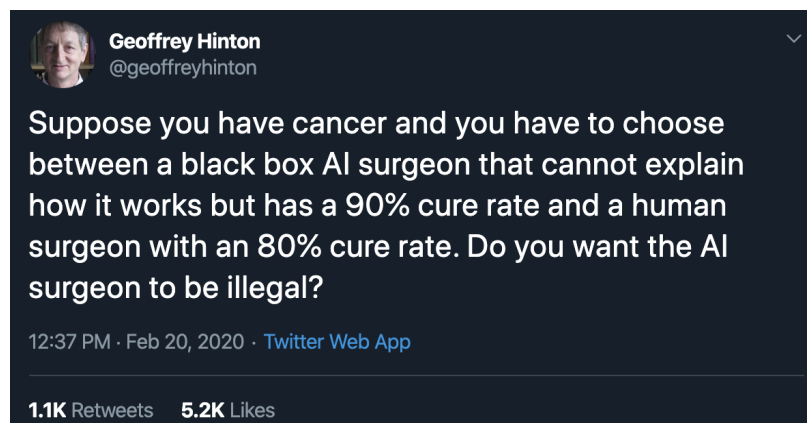 Geoffrey Hinton
@geoffreyhinton
Suppose you have cancer and you have to choose
between a black box AI surgeon that cannot explain
how it works but has a 90% cure rate and a human
surgeon with an 80% cure rate. Do you want the AI
surgeon to be illegal?
12:37 PM · Feb 20, 2020 · Twitter Web App
1.1K Retweets 5.2K Likes